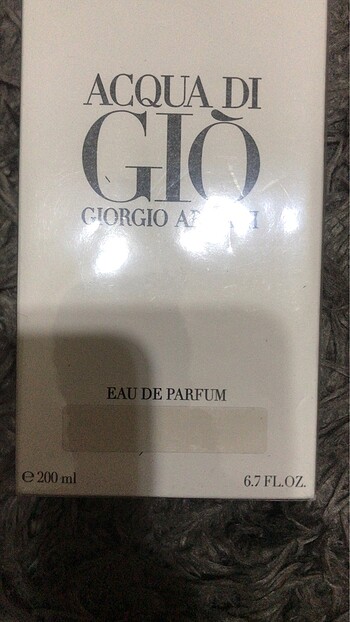 ACQUA DI
GIÒ
GIORGIO
EAU DE PARFUM
e 200 ml
6.7 FL.OZ.